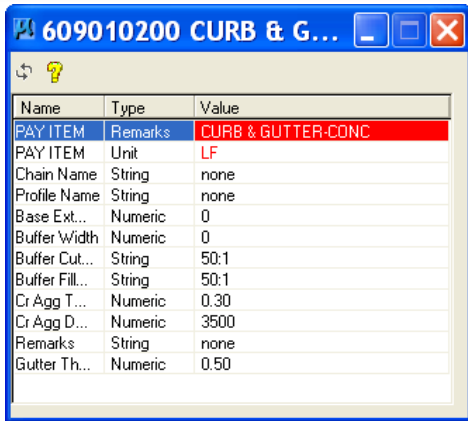 609010200 CURB & G...
Name Type Value
PAY ITEM Remarks CURB & GUTTER-CONC
PAY ITEM Unit LF
Chain Name String none
Profile Name String none
Base Ext... Numeric 0
Buffer Width Numeric 0
Buffer Cut... String 50:1
Buffer Fill... String 50:1
Cr Agg T... Numeric 0.30
Cr Agg D... Numeric 3500
Remarks String none
Gutter Th... Numeric 0.50